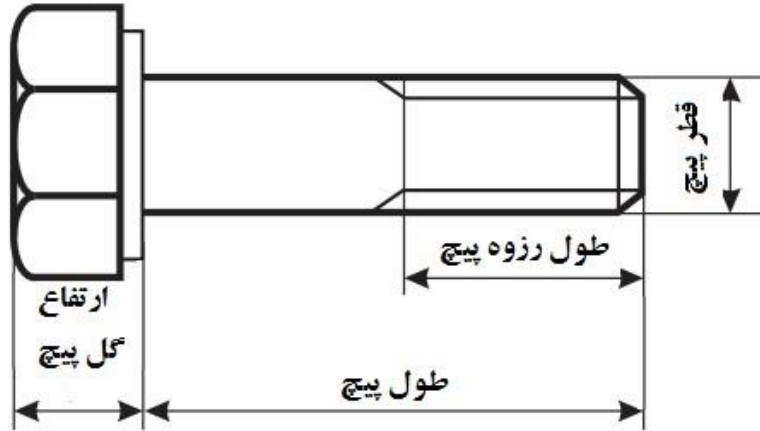 قطر پیچ
طول رزوه پیچ
ارتفاع
گل پیچ
طول پیچ